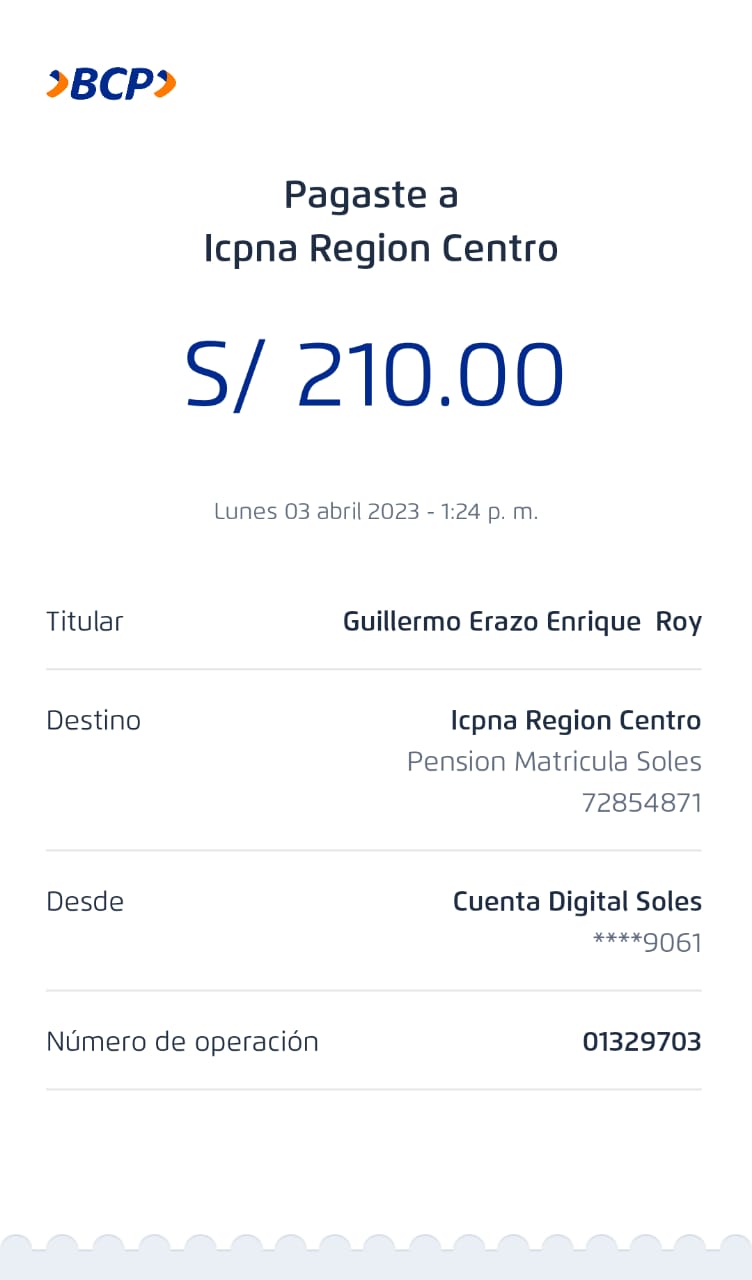 BCP
Pagaste a
Icpna Region Centro
S/ 210.00
Lunes 03 abril 2023 - 1:24 p. m.
Titular Guillermo Erazo Enrique  Roy
Destino Icpna Region Centro
Pension Matricula Soles
72854871
Desde Cuenta Digital Soles
****9061
Número de operación 01329703